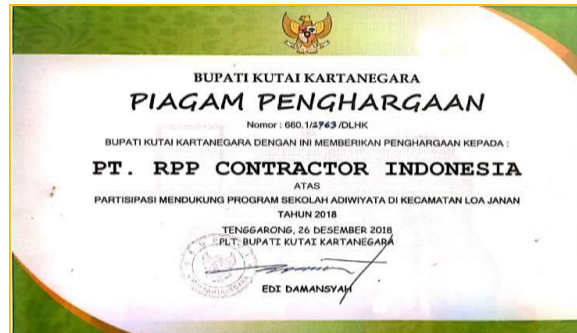 BUPATI KUTAI KARTANEGARA
PIAGAM PENGHARGAAN
Nomor : 660.1/2763/DLHK
BUPATI KUTAI KARTANEGARA DENGAN INI MEMBERIKAN PENGHARGAAN KEPADA :
PT. RPP CONTRACTOR INDONESIA
ATAS
PARTISIPASI MENDUKUNG PROGRAM SEKOLAH ADIWIYATA DI KECAMATAN LOA JANAN
TAHUN 2018
TENGGARONG, 26 DESEMBER 2018
PLT. BUPATI KUTAI KARTANEGARA
EDI DAMANSYAH